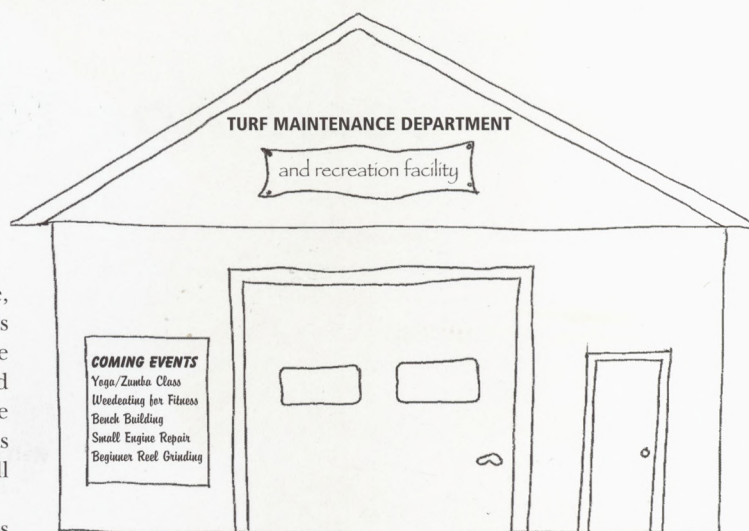 TURF MAINTENANCE DEPARTMENT
and recreation facility
COMING EVENTS
Yoga/Zumba Class
Weedeating for Fitness
Bench Building
Small Engine Repair
Beginner Reel Grinding